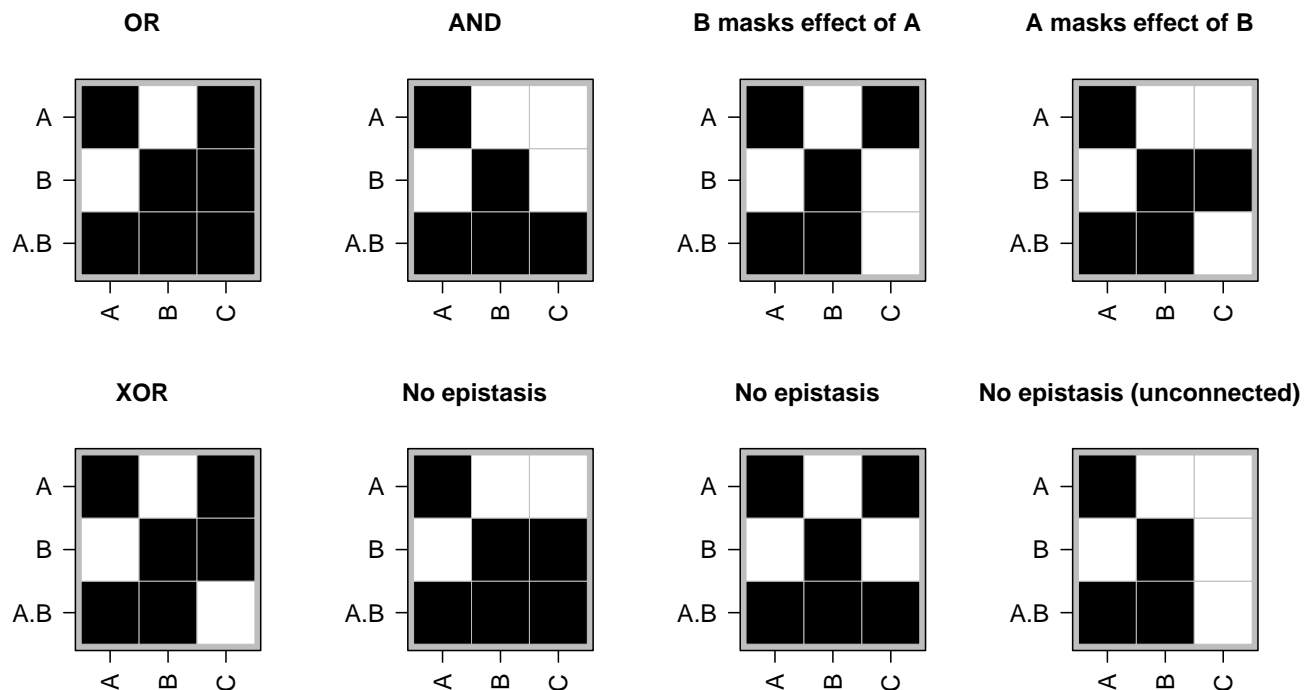 OR
AND
B masks effect of A
A masks effect of B
A
B
A.B
A B C
A
B
A.B
A B C
A
B
A.B
A B C
A
B
A.B
A B C
XOR
No epistasis
No epistasis
No epistasis (unconnected)
A
B
A.B
A B C
A
B
A.B
A B C
A
B
A.B
A B C
A
B
A.B
A B C